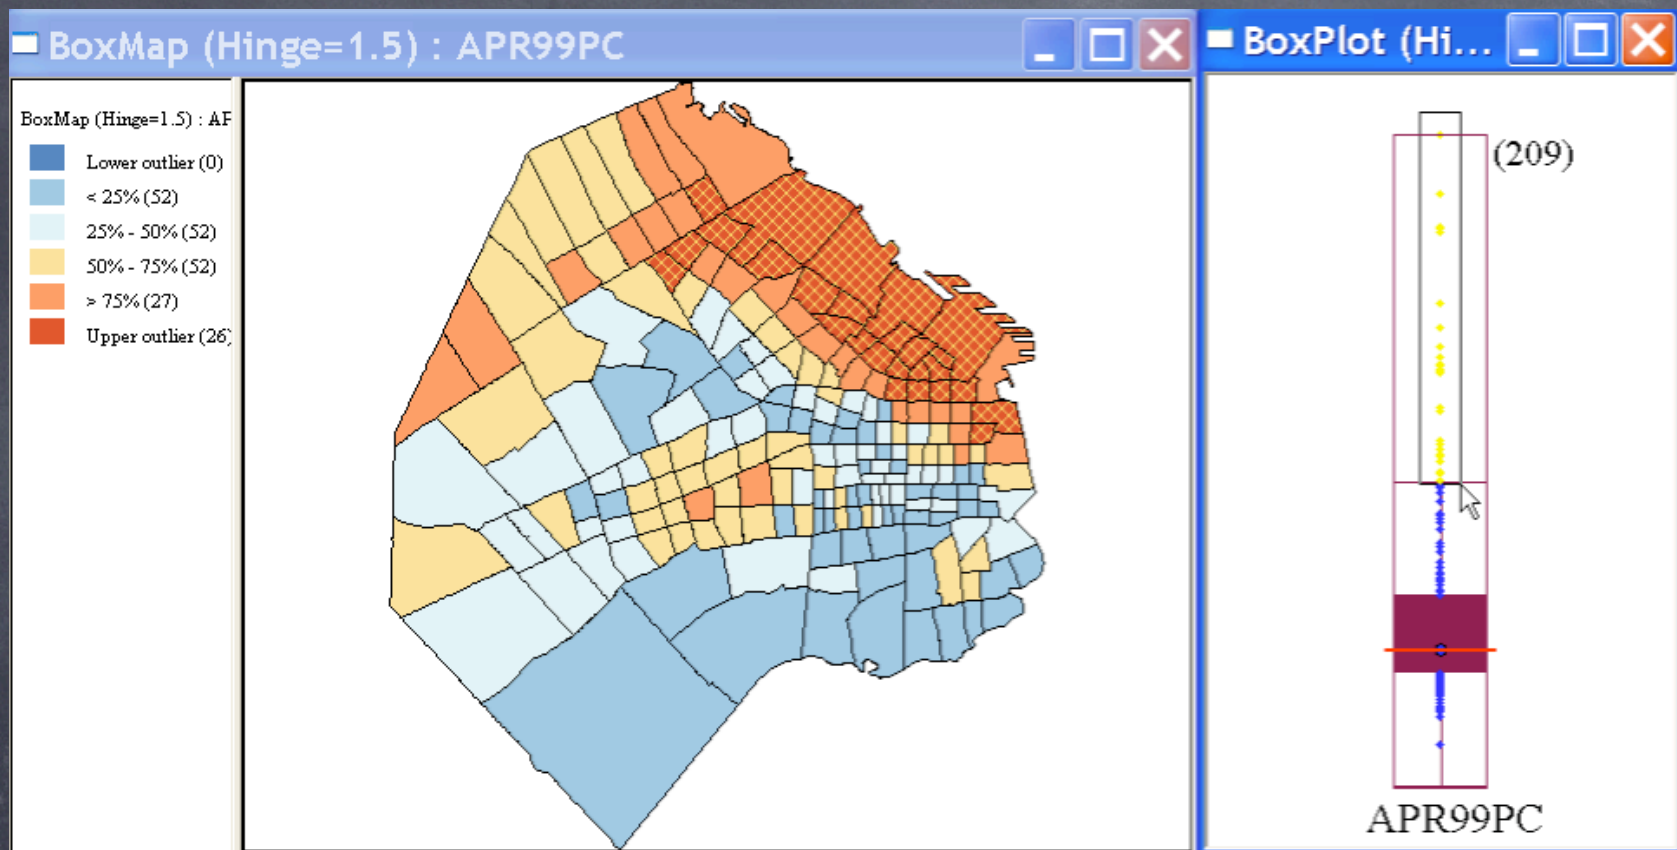 BoxMap (Hinge=1.5) : APR99PC
BoxMap (Hinge=1.5) : AF
Lower outlier (0)
< 25% (52)
25% - 50% (52)
50% - 75% (52)
> 75% (27)
Upper outlier (26)
BoxPlot (Hi...
(209)
APR99PC